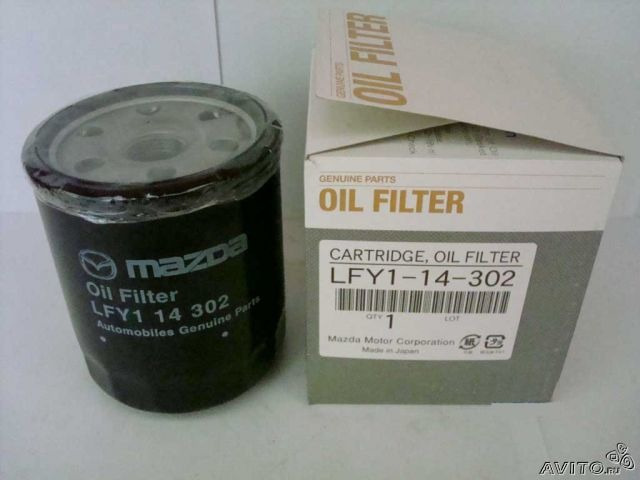 mazda
Oil Filter
LFY1 14 302
Automobiles Genuine Parts
GENUINE PARTS
OIL FILTER
GENUINE PARTS
OIL FILTER
CARTRIDGE, OIL FILTER
LFY1-14-302
QTY 1 LOT
Mazda Motor Corporation
Made in Japan
AVITO.ru